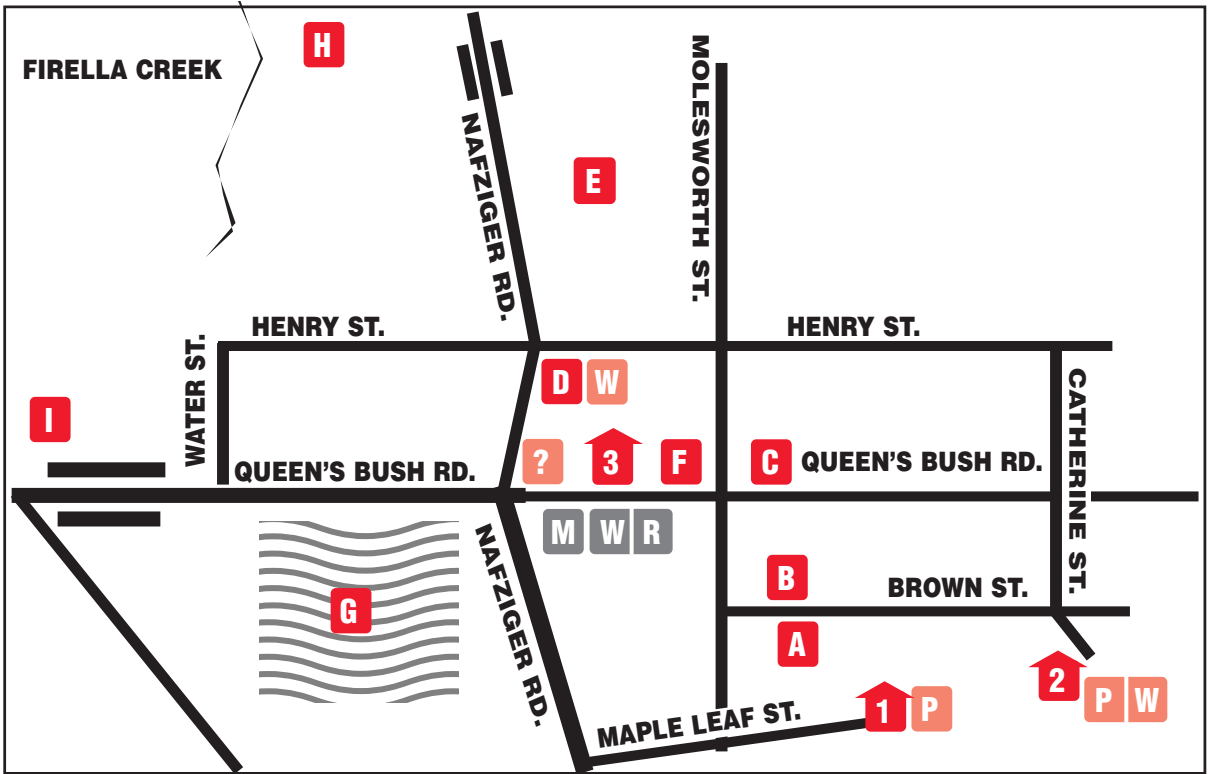 H
FIRELLA CREEK
MOLESWORTH ST.
NAFZIGER RD.
E
HENRY ST.
HENRY ST.
WATER ST.
D W
CATHERINE ST.
I
? 3 F C
QUEEN'S BUSH RD.
QUEEN'S BUSH RD.
M W R
NAFZIGER RD.
B
BROWN ST.
G
A
2
P W
1 P
MAPLE LEAF ST.